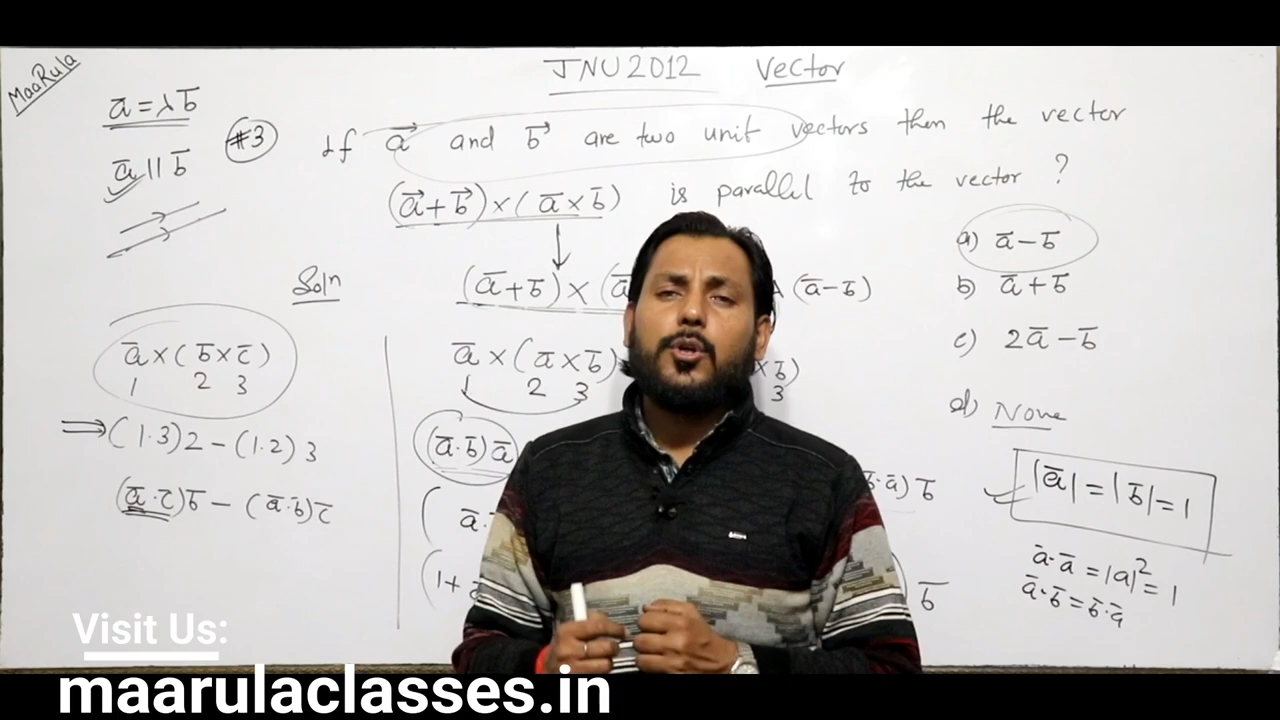 MaaRula
JNU 2012 Vector
a̅ = λb̅
a̅ || b̅
#3 If a⃗ and b⃗ are two unit vectors then the vector
(a⃗+b⃗)×(a̅×b̅) is parallel to the vector ?
a) a̅-b̅
b) a̅+b̅
c) 2a̅-b̅
d) None
Soln
(a̅+b̅)×(a̅ (a̅-b̅)
a̅×(b̅×c̅)
1 2 3
⇒ (1·3)2 - (1·2)3
(a̅·c̅)b̅ - (a̅·b̅)c̅
a̅×(a̅×b̅) ×b̅)
2 3 3
(a̅·b̅)a̅ b̅·a̅)b̅
(a̅·
(1+ b̅
|a̅| = |b̅| = 1
a̅·a̅ = |a|² = 1
a̅·b̅ = b̅·a̅
Visit Us:
maarulaclasses.in